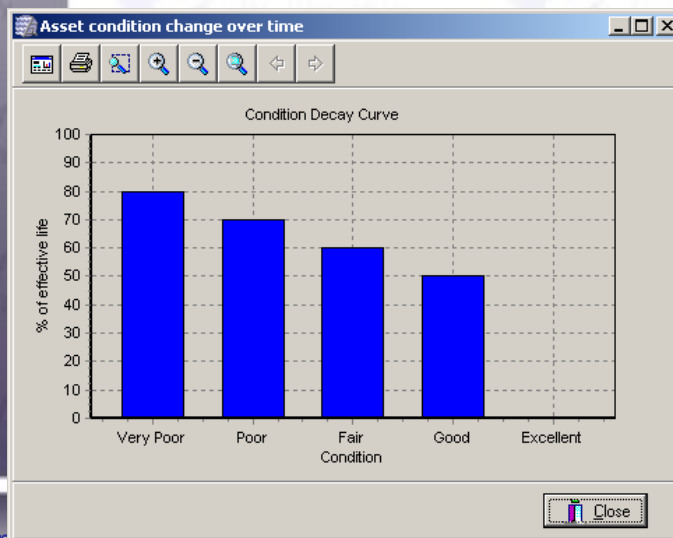 Asset condition change over time
Condition Decay Curve
100
90
80
70
60
50
40
30
20
10
0
% of effective life
Very Poor Poor Fair Good Excellent
Condition
Close